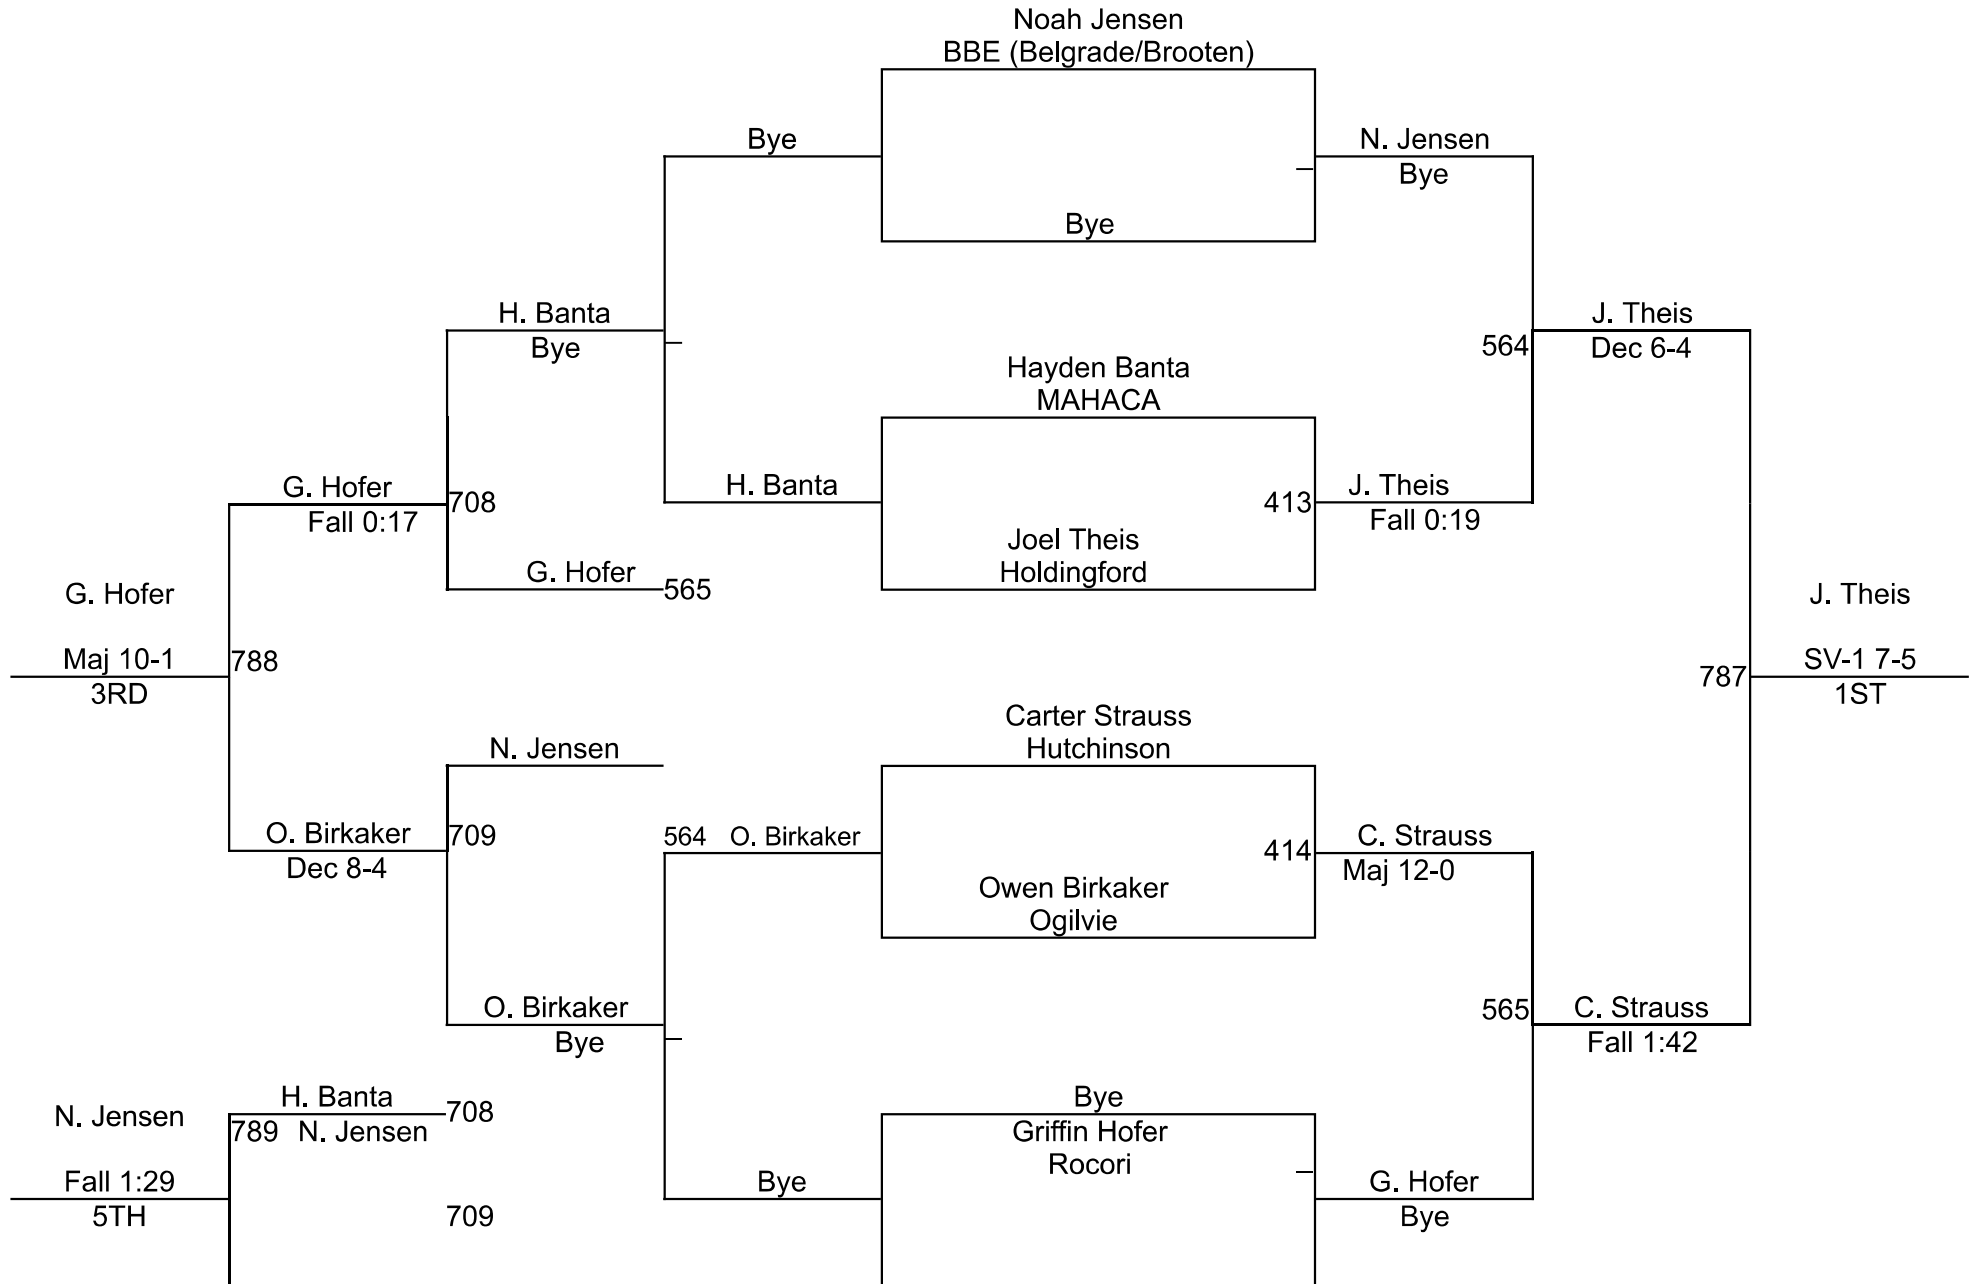 Noah Jensen
BBE (Belgrade/Brooten)
Bye
N. Jensen
Bye
Bye
H. Banta
Bye
J. Theis
564
Dec 6-4
Hayden Banta
MAHACA
G. Hofer
708
Fall 0:17
H. Banta
413
J. Theis
Fall 0:19
Joel Theis
Holdingford
G. Hofer
565
G. Hofer
Maj 10-1
788
3RD
J. Theis
787
SV-1 7-5
1ST
Carter Strauss
Hutchinson
N. Jensen
O. Birkaker
709
Dec 8-4
564
O. Birkaker
414
C. Strauss
Maj 12-0
Owen Birkaker
Ogilvie
O. Birkaker
Bye
565
C. Strauss
Fall 1:42
N. Jensen
H. Banta
708
789
N. Jensen
Fall 1:29
5TH
709
Bye
Bye
Griffin Hofer
Rocori
G. Hofer
Bye